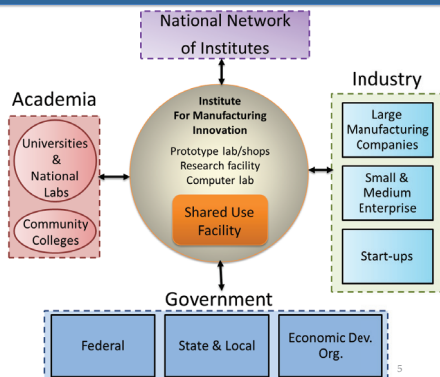 National Network
of Institutes
Academia
Universities
&
National
Labs
Community
Colleges
Institute
For Manufacturing
Innovation
Prototype lab/shops
Research facility
Computer lab
Shared Use
Facility
Industry
Large
Manufacturing
Companies
Small &
Medium
Enterprise
Start-ups
Government
Federal
State & Local
Economic Dev.
Org.
5